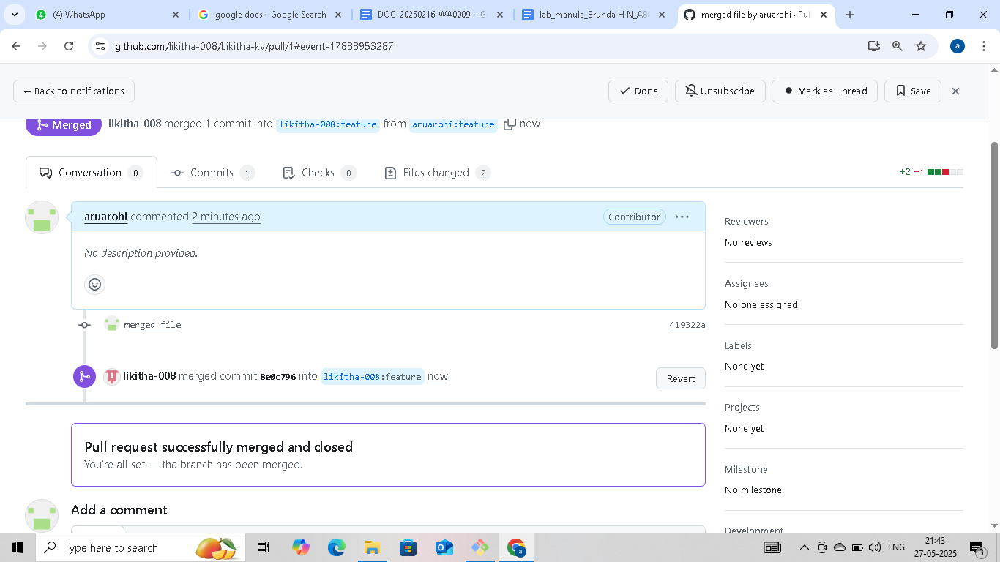 (4) WhatsApp
google docs - Google Search
DOC-20250216-WA0009. - G
lab_manule_Brunda H N_A8
merged file by aruarohi · Pul
github.com/likitha-008/Likitha-kv/pull/1#event-17833953287
a
← Back to notifications
Done
Unsubscribe
Mark as unread
Save
Merged
likitha-008 merged 1 commit into likitha-008:feature from aruarohi:feature now
Conversation 0
Commits 1
Checks 0
Files changed 2
+2 −1
aruarohi commented 2 minutes ago
Contributor
No description provided.
merged file
419322a
likitha-008 merged commit 8e0c796 into likitha-008:feature now
Revert
Pull request successfully merged and closed
You're all set — the branch has been merged.
Add a comment
Reviewers
No reviews
Assignees
No one assigned
Labels
None yet
Projects
None yet
Milestone
No milestone
Development
Type here to search
a
ENG
21:43
27-05-2025
3